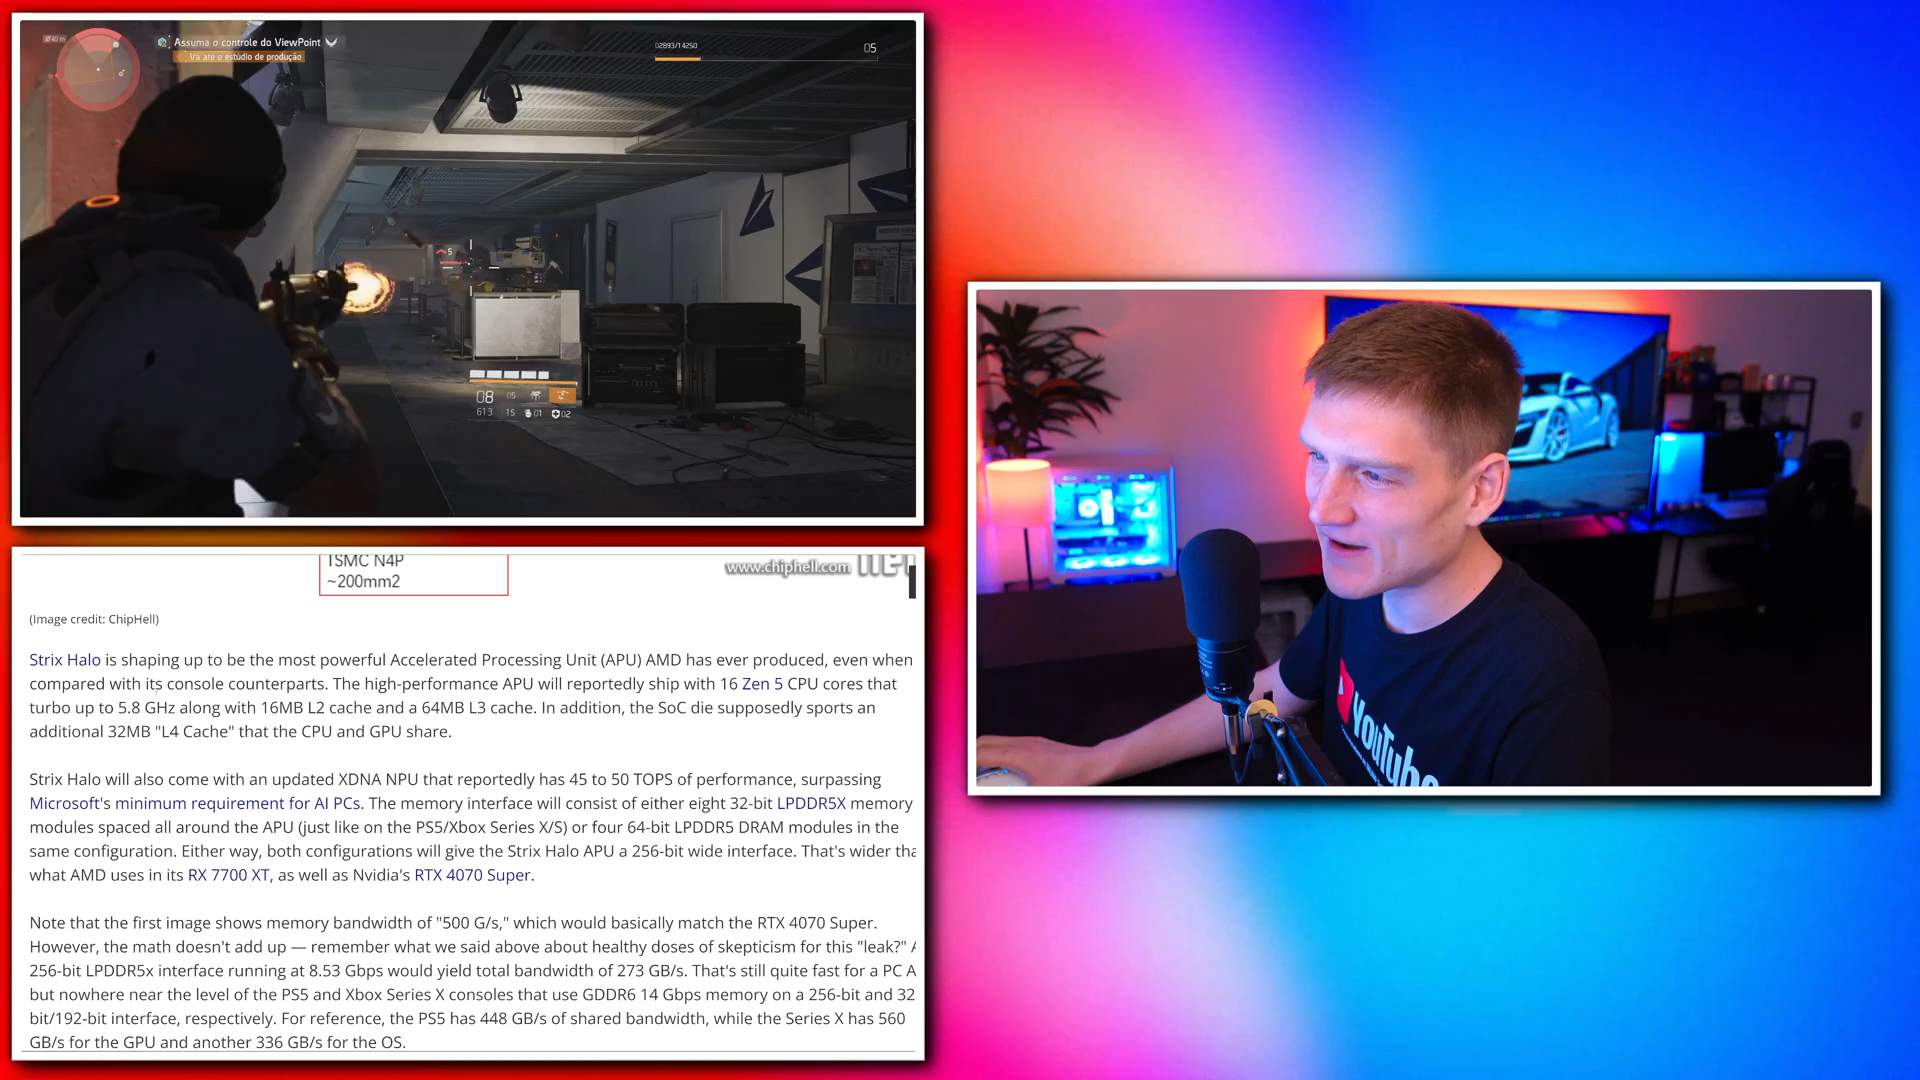 Assuma o controle do ViewPoint
Vá até o estúdio de produção
02893/14250
05
5
08 05
613 15 01 02
TSMC N4P
~200mm2
www.chiphell.com
(Image credit: ChipHell)
Strix Halo is shaping up to be the most powerful Accelerated Processing Unit (APU) AMD has ever produced, even when
compared with its console counterparts. The high-performance APU will reportedly ship with 16 Zen 5 CPU cores that
turbo up to 5.8 GHz along with 16MB L2 cache and a 64MB L3 cache. In addition, the SoC die supposedly sports an
additional 32MB "L4 Cache" that the CPU and GPU share.
Strix Halo will also come with an updated XDNA NPU that reportedly has 45 to 50 TOPS of performance, surpassing
Microsoft's minimum requirement for AI PCs. The memory interface will consist of either eight 32-bit LPDDR5X memory
modules spaced all around the APU (just like on the PS5/Xbox Series X/S) or four 64-bit LPDDR5 DRAM modules in the
same configuration. Either way, both configurations will give the Strix Halo APU a 256-bit wide interface. That's wider tha
what AMD uses in its RX 7700 XT, as well as Nvidia's RTX 4070 Super.
Note that the first image shows memory bandwidth of "500 G/s," which would basically match the RTX 4070 Super.
However, the math doesn't add up — remember what we said above about healthy doses of skepticism for this "leak?" A
256-bit LPDDR5x interface running at 8.53 Gbps would yield total bandwidth of 273 GB/s. That's still quite fast for a PC A
but nowhere near the level of the PS5 and Xbox Series X consoles that use GDDR6 14 Gbps memory on a 256-bit and 32
bit/192-bit interface, respectively. For reference, the PS5 has 448 GB/s of shared bandwidth, while the Series X has 560
GB/s for the GPU and another 336 GB/s for the OS.
YouTube